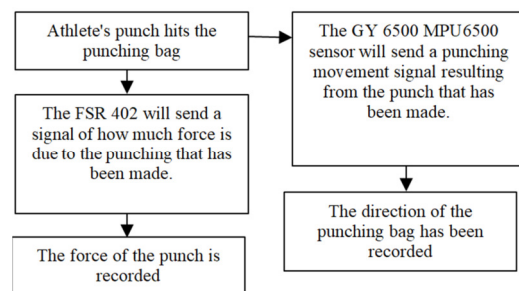 Athlete's punch hits the
punching bag
The GY 6500 MPU6500
sensor will send a
punching movement signal resulting
from the punch that has
been made.
The FSR 402 will send a
signal of how much force is
due to the punching that has
been made.
The direction of the
punching bag has been
recorded
The force of the punch is
recorded